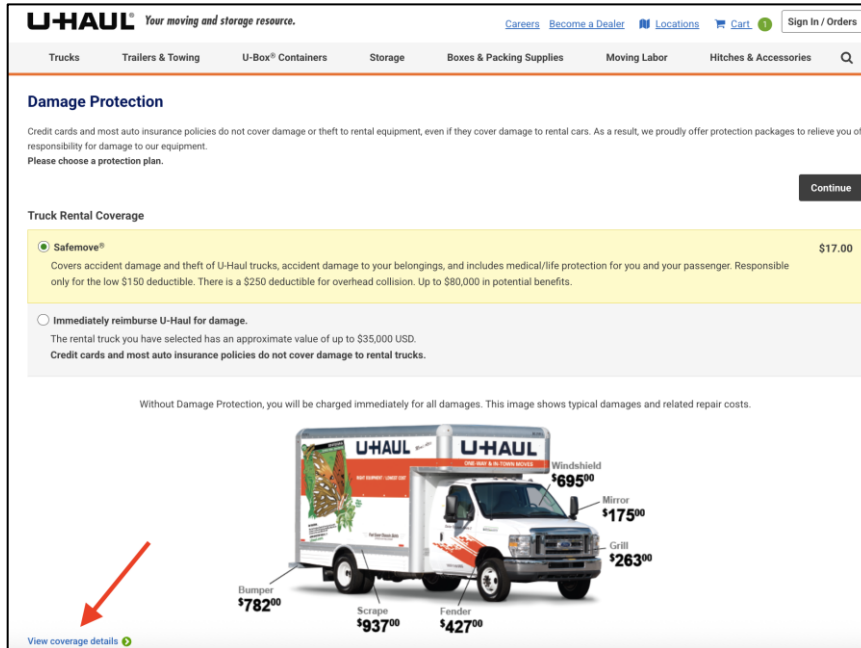 U-HAUL® Your moving and storage resource.
Careers Become a Dealer Locations Cart 1 Sign In / Orders
Trucks Trailers & Towing U-Box® Containers Storage Boxes & Packing Supplies Moving Labor Hitches & Accessories
Damage Protection
Credit cards and most auto insurance policies do not cover damage or theft to rental equipment, even if they cover damage to rental cars. As a result, we proudly offer protection packages to relieve you of
responsibility for damage to our equipment.
Please choose a protection plan.
Continue
Truck Rental Coverage
Safemove® $17.00
Covers accident damage and theft of U-Haul trucks, accident damage to your belongings, and includes medical/life protection for you and your passenger. Responsible
only for the low $150 deductible. There is a $250 deductible for overhead collision. Up to $80,000 in potential benefits.
Immediately reimburse U-Haul for damage.
The rental truck you have selected has an approximate value of up to $35,000 USD.
Credit cards and most auto insurance policies do not cover damage to rental trucks.
Without Damage Protection, you will be charged immediately for all damages. This image shows typical damages and related repair costs.
U-HAUL U-HAUL
ONE-WAY & IN-TOWN MOVES
Windshield
$695⁰⁰
Mirror
$175⁰⁰
Grill
$263⁰⁰
Bumper
$782⁰⁰
Scrape
$937⁰⁰
Fender
$427⁰⁰
View coverage details